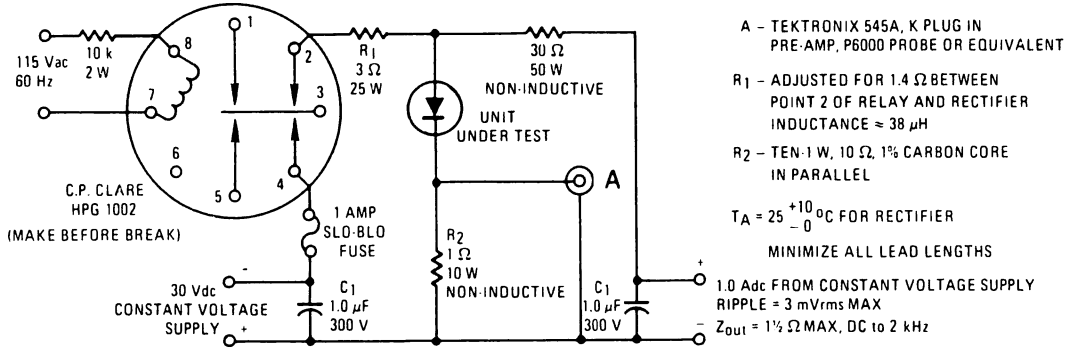 115 Vac
60 Hz
10 k
2 W
8
7
6
5
1
2
3
4
C.P. CLARE
HPG 1002
(MAKE BEFORE BREAK)
R1
3 Ω
25 W
30 Ω
50 W
NON-INDUCTIVE
UNIT
UNDER TEST
A
1 AMP
SLO-BLO
FUSE
R2
1 Ω
10 W
NON-INDUCTIVE
-
30 Vdc
CONSTANT VOLTAGE
SUPPLY
+
C1
1.0 µF
300 V
C1
1.0 µF
300 V
A – TEKTRONIX 545A, K PLUG IN
PRE-AMP, P6000 PROBE OR EQUIVALENT
R1 – ADJUSTED FOR 1.4 Ω BETWEEN
POINT 2 OF RELAY AND RECTIFIER
INDUCTANCE ≈ 38 µH
R2 – TEN-1 W, 10 Ω, 1% CARBON CORE
IN PARALLEL
TA = 25 +10 –0 °C FOR RECTIFIER
MINIMIZE ALL LEAD LENGTHS
+
1.0 Adc FROM CONSTANT VOLTAGE SUPPLY
RIPPLE = 3 mVrms MAX
–
Zout = 1½ Ω MAX, DC to 2 kHz